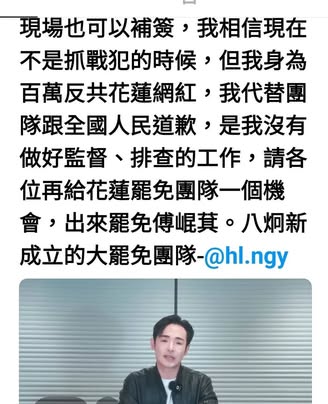 現場也可以補簽，我相信現在
不是抓戰犯的時候，但我身為
百萬反共花蓮網紅，我代替團
隊跟全國人民道歉，是我沒有
做好監督、排查的工作，請各
位再給花蓮罷免團隊一個機
會，出來罷免傅崐萁。八炯新
成立的大罷免團隊-@hl.ngy